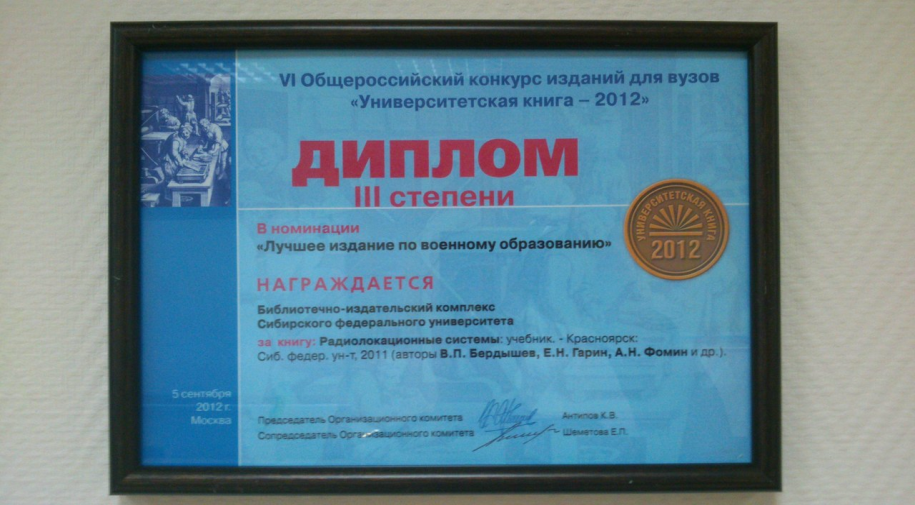 VI Общероссийский конкурс изданий для вузов
«Университетская книга – 2012»
ДИПЛОМ
III степени
УНИВЕРСИТЕТСКАЯ КНИГА
2012
В номинации
«Лучшее издание по военному образованию»
НАГРАЖДАЕТСЯ
Библиотечно-издательский комплекс
Сибирского федерального университета
за книгу: Радиолокационные системы: учебник. - Красноярск:
Сиб. федер. ун-т, 2011 (авторы В.П. Бердышев, Е.Н. Гарин, А.Н. Фомин и др.).
5 сентября
2012 г.
Москва
Председатель Организационного комитета Антипов К.В.
Сопредседатель Организационного комитета Шеметова Е.Л.